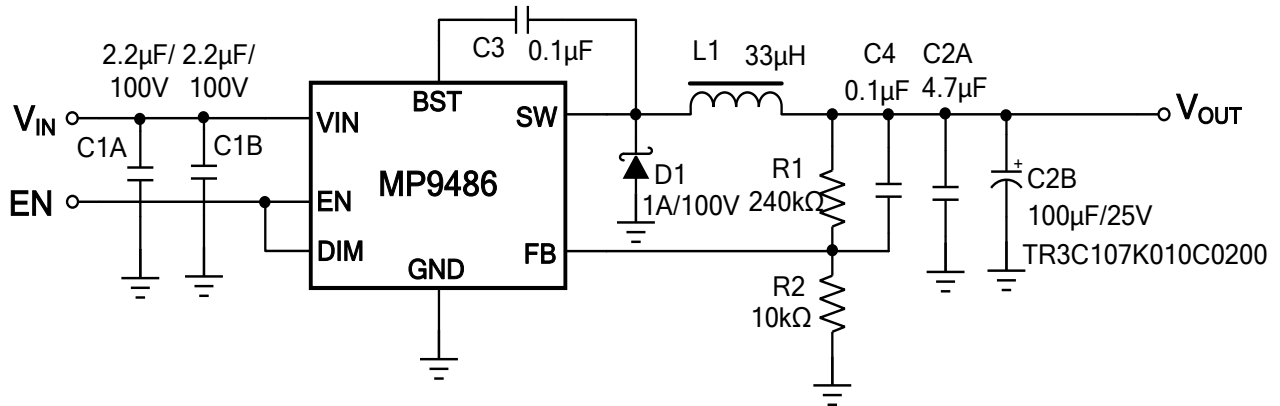 C3 0.1µF
L1 33µH
C4
0.1µF
C2A
4.7µF
2.2µF/
100V
2.2µF/
100V
BST
VIN
SW
V_IN
C1A
C1B
V_OUT
MP9486
D1
1A/100V
R1
240kΩ
+
C2B
100µF/25V
TR3C107K010C0200
EN
EN
DIM
FB
GND
R2
10kΩ